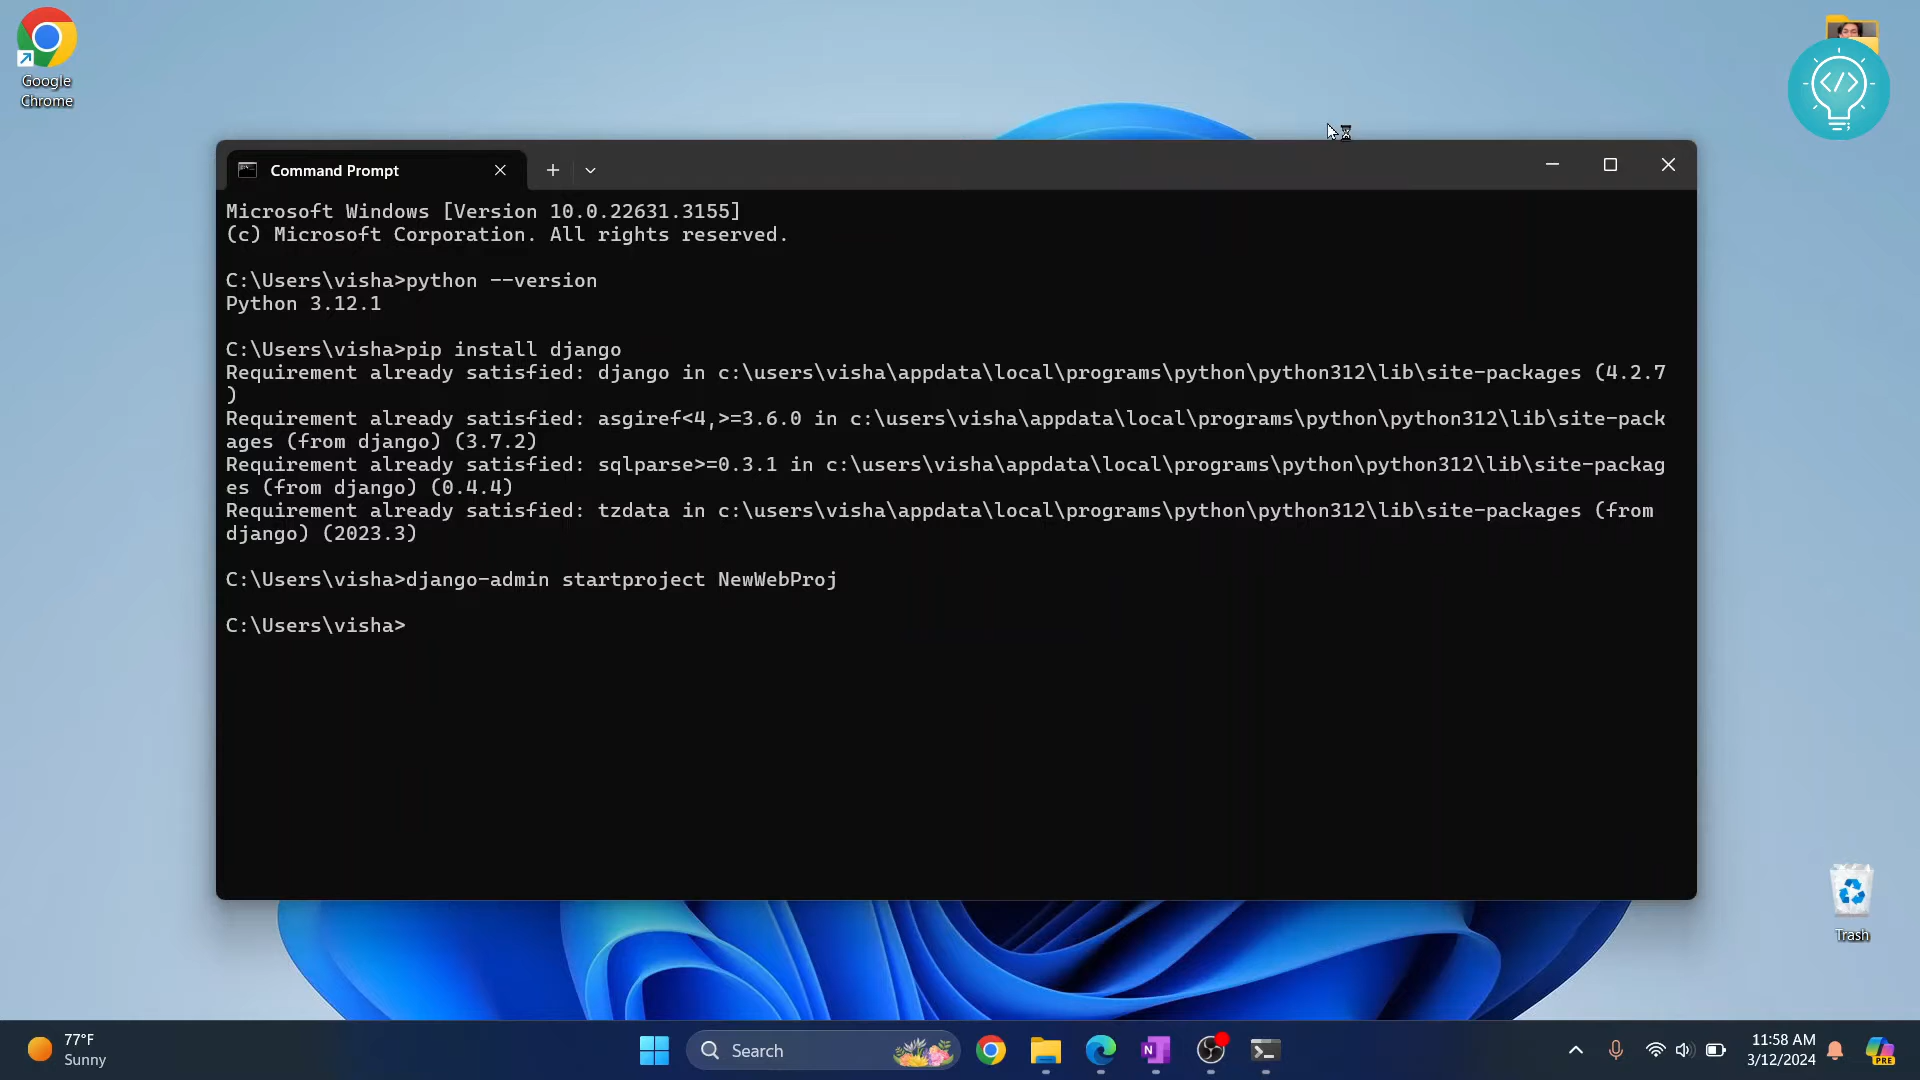 Google
Chrome
Command Prompt
Microsoft Windows [Version 10.0.22631.3155]
(c) Microsoft Corporation. All rights reserved.
C:\Users\visha>python --version
Python 3.12.1
C:\Users\visha>pip install django
Requirement already satisfied: django in c:\users\visha\appdata\local\programs\python\python312\lib\site-packages (4.2.7
)
Requirement already satisfied: asgiref<4,>=3.6.0 in c:\users\visha\appdata\local\programs\python\python312\lib\site-pack
ages (from django) (3.7.2)
Requirement already satisfied: sqlparse>=0.3.1 in c:\users\visha\appdata\local\programs\python\python312\lib\site-packag
es (from django) (0.4.4)
Requirement already satisfied: tzdata in c:\users\visha\appdata\local\programs\python\python312\lib\site-packages (from
django) (2023.3)
C:\Users\visha>django-admin startproject NewWebProj
C:\Users\visha>
Trash
77°F
Sunny
Search
N
11:58 AM
3/12/2024
PRE